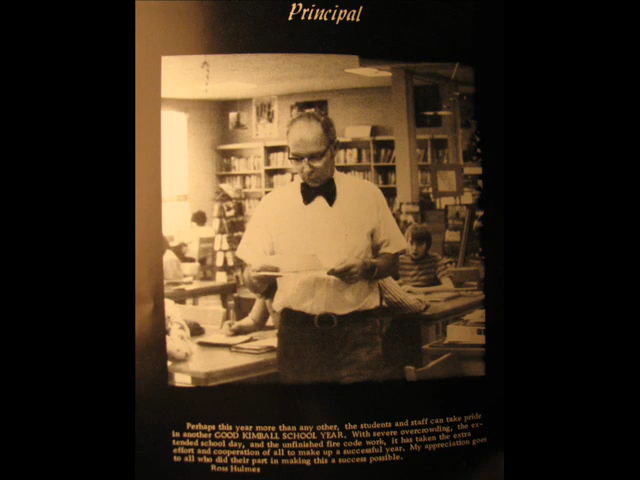 Principal
Perhaps this year more than any other, the students and staff can take pride
in another GOOD KIMBALL SCHOOL YEAR. With severe overcrowding, the ex-
tended school day, and the unfinished fire code work, it has taken the extra
effort and cooperation of all to make up a successful year. My appreciation goes
to all who did their part in making this a success possible.
Ross Hulmes